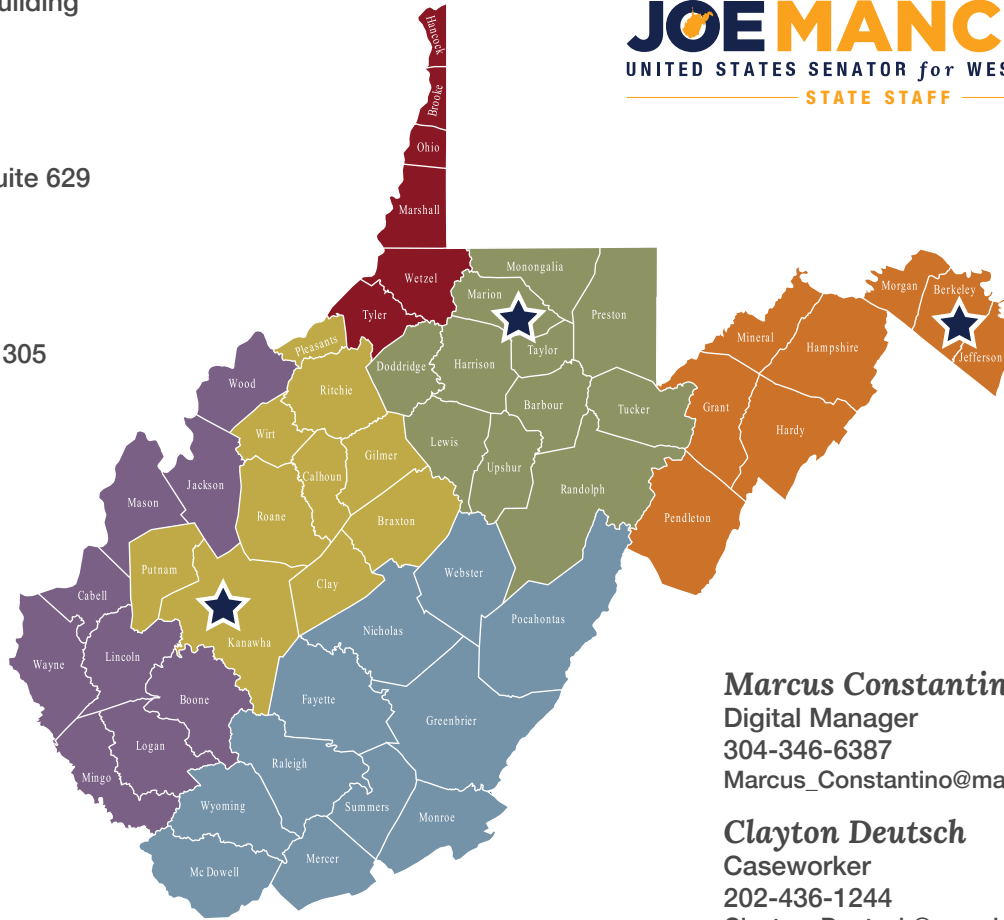 uilding
JOE MANC
UNITED STATES SENATOR for WES
STATE STAFF
uite 629
305
Hancock
Brooke
Ohio
Marshall
Wetzel
Tyler
Monongalia
Marion
Preston
Taylor
Harrison
Doddridge
Barbour
Tucker
Lewis
Upshur
Randolph
Morgan
Berkeley
Jefferson
Mineral
Hampshire
Grant
Hardy
Pendleton
Pleasants
Wood
Ritchie
Wirt
Calhoun
Gilmer
Jackson
Mason
Roane
Braxton
Putnam
Clay
Kanawha
Webster
Pocahontas
Nicholas
Cabell
Wayne
Lincoln
Boone
Fayette
Greenbrier
Logan
Mingo
Raleigh
Wyoming
Summers
Monroe
Mercer
Mc Dowell
Marcus Constantin
Digital Manager
304-346-6387
Marcus_Constantino@ma
Clayton Deutsch
Caseworker
202-436-1244